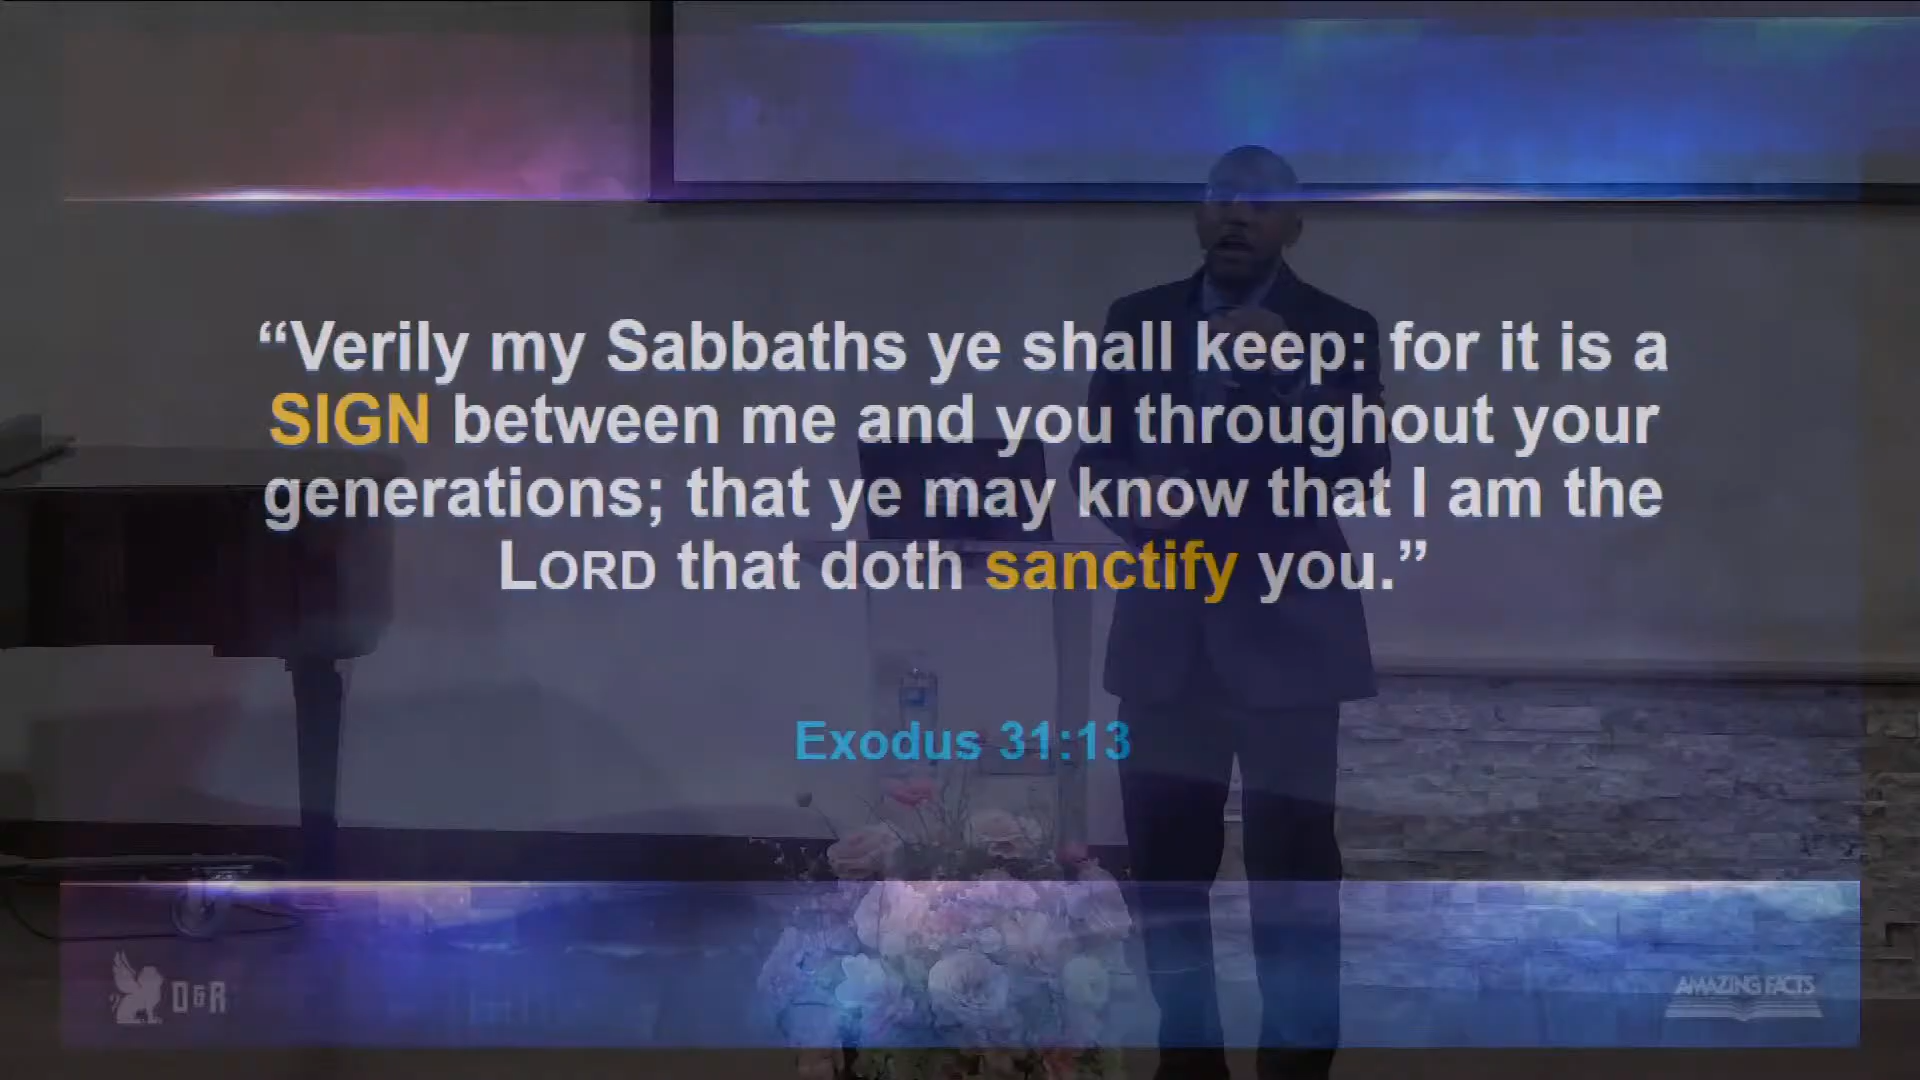 “Verily my Sabbaths ye shall keep: for it is a
SIGN between me and you throughout your
generations; that ye may know that I am the
LORD that doth sanctify you.”
Exodus 31:13
D&R
AMAZING FACTS